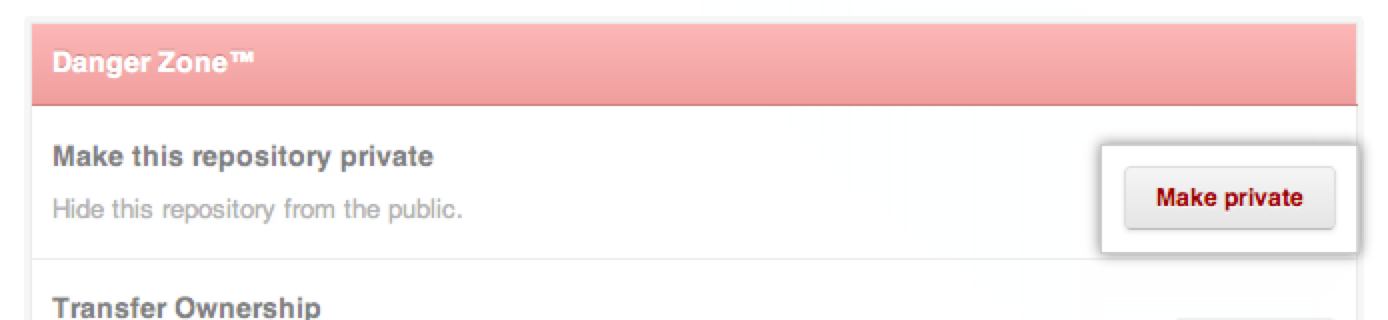 Danger Zone™
Make this repository private
Hide this repository from the public.
Make private
Transfer Ownership